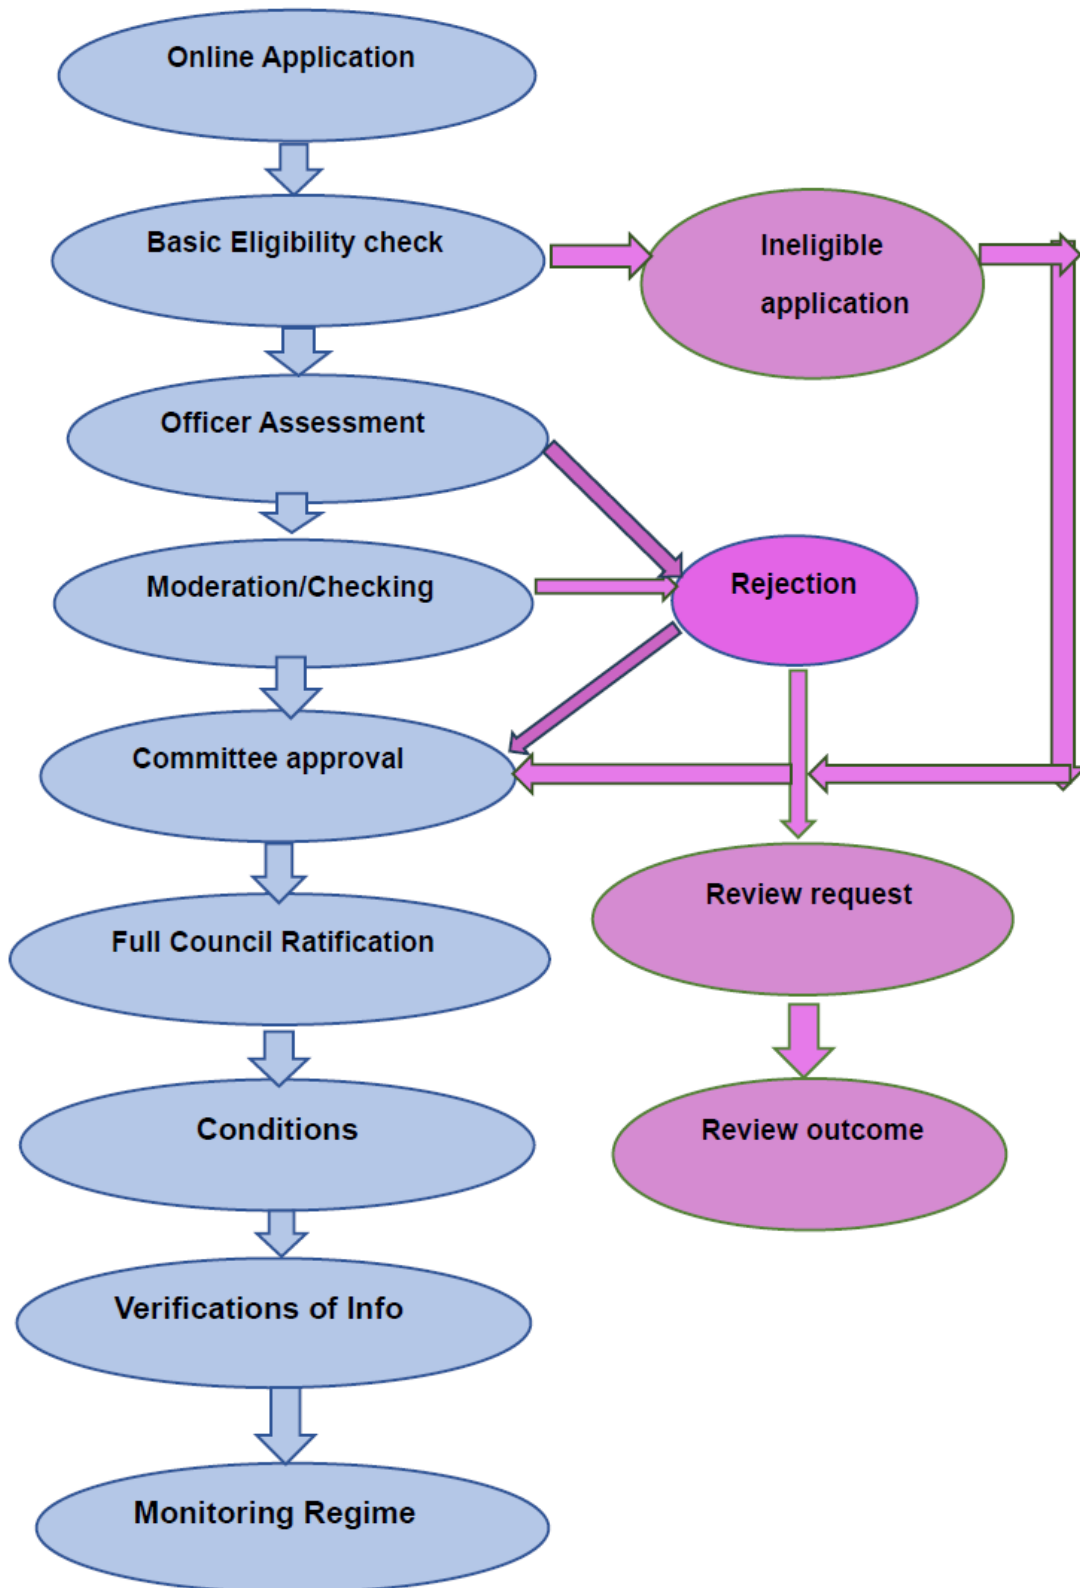 Online Application
Basic Eligibility check
Ineligible
application
Officer Assessment
Moderation/Checking
Rejection
Committee approval
Review request
Full Council Ratification
Conditions
Review outcome
Verifications of Info
Monitoring Regime